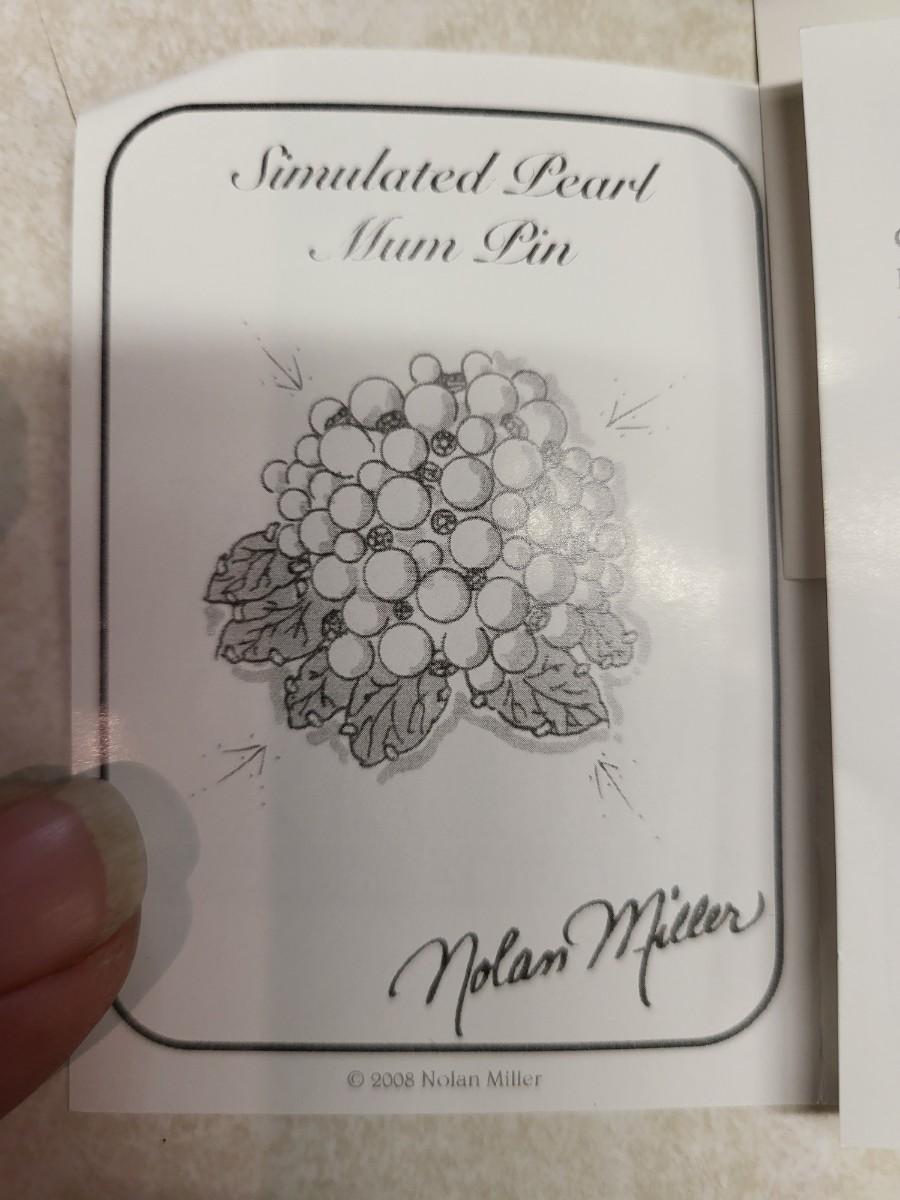 Simulated Pearl
Mum Pin
Nolan Miller
© 2008 Nolan Miller